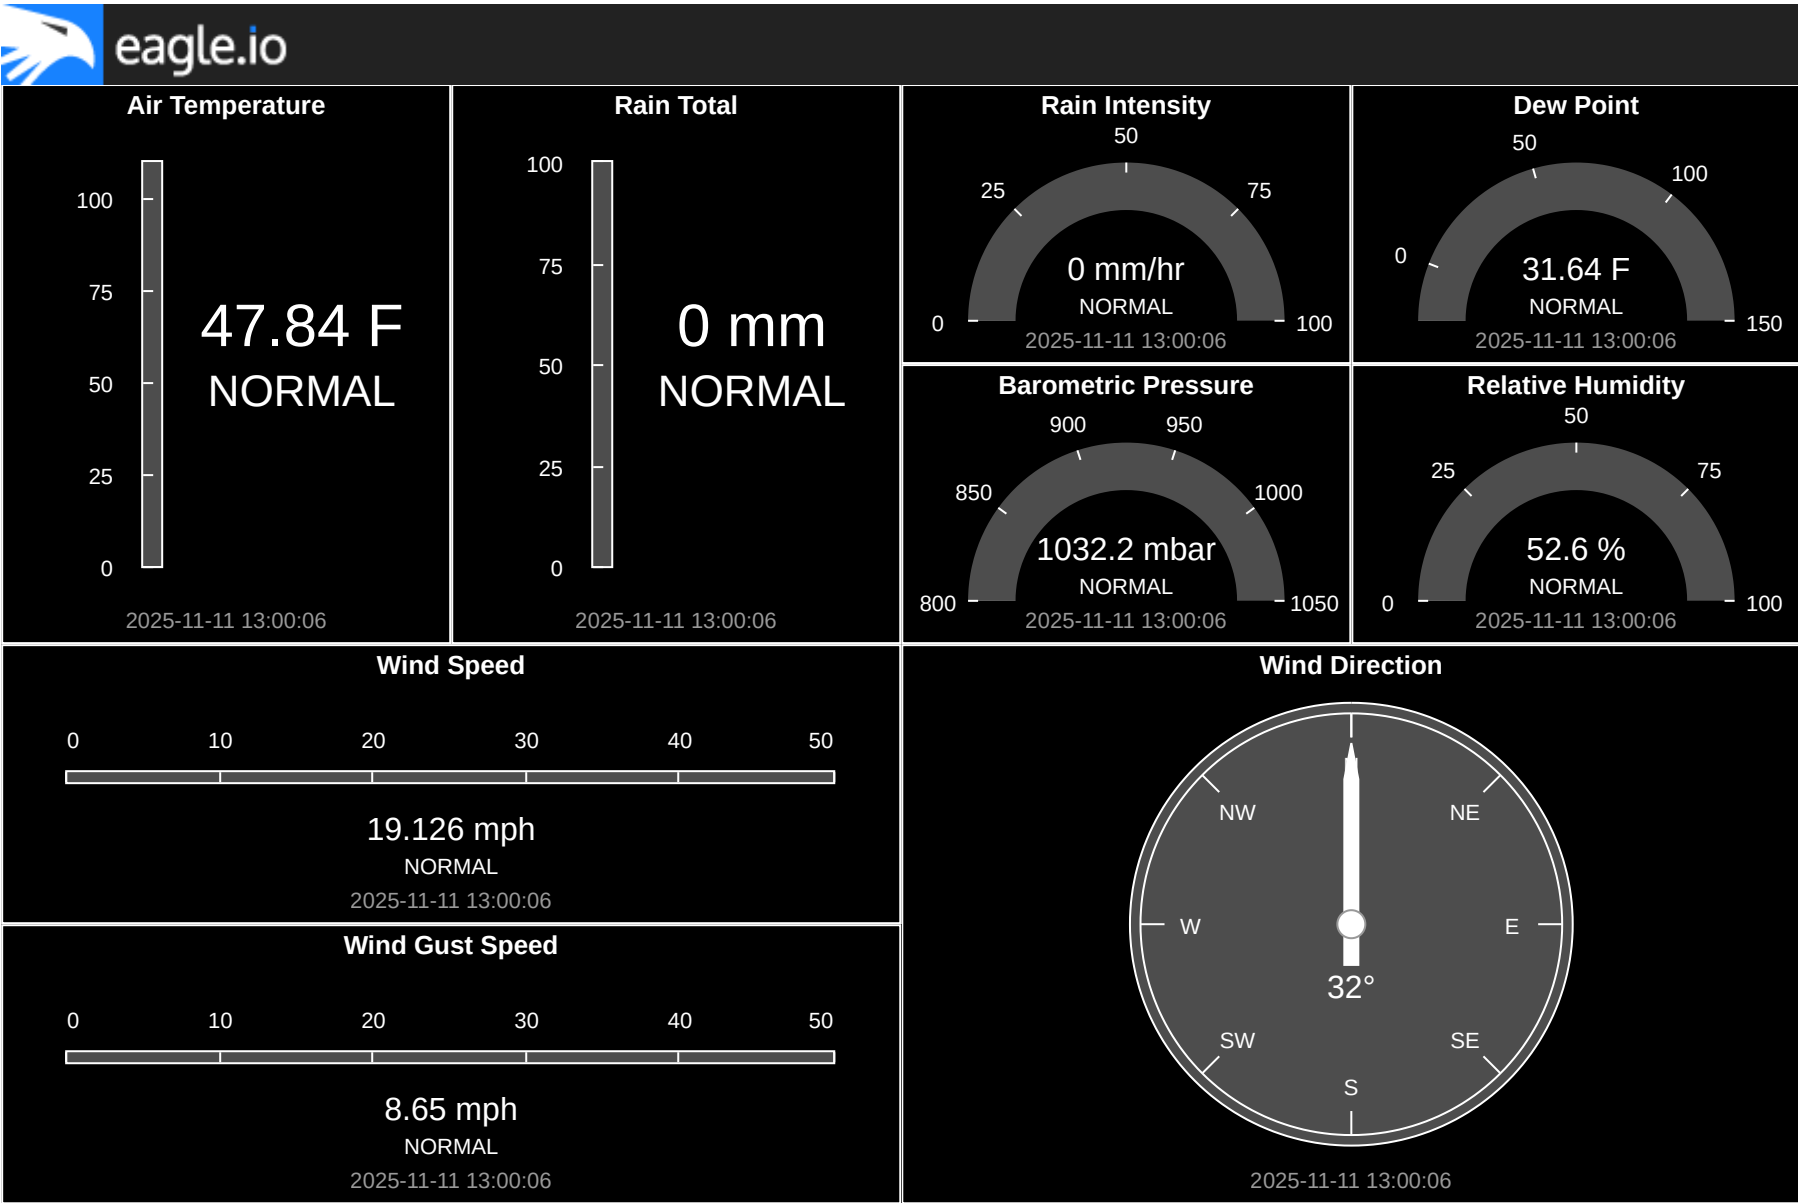 eagle.io
Air Temperature
100
75
50
25
0
47.84 F
NORMAL
2025-11-11 13:00:06
Rain Total
100
75
50
25
0
0 mm
NORMAL
2025-11-11 13:00:06
Rain Intensity
0
25
50
75
100
0 mm/hr
NORMAL
2025-11-11 13:00:06
Dew Point
0
50
100
150
31.64 F
NORMAL
2025-11-11 13:00:06
Barometric Pressure
800
850
900
950
1000
1050
1032.2 mbar
NORMAL
2025-11-11 13:00:06
Relative Humidity
0
25
50
75
100
52.6 %
NORMAL
2025-11-11 13:00:06
Wind Speed
0 10 20 30 40 50
19.126 mph
NORMAL
2025-11-11 13:00:06
Wind Gust Speed
0 10 20 30 40 50
8.65 mph
NORMAL
2025-11-11 13:00:06
Wind Direction
NW NE
W E
32°
SW SE
S
2025-11-11 13:00:06